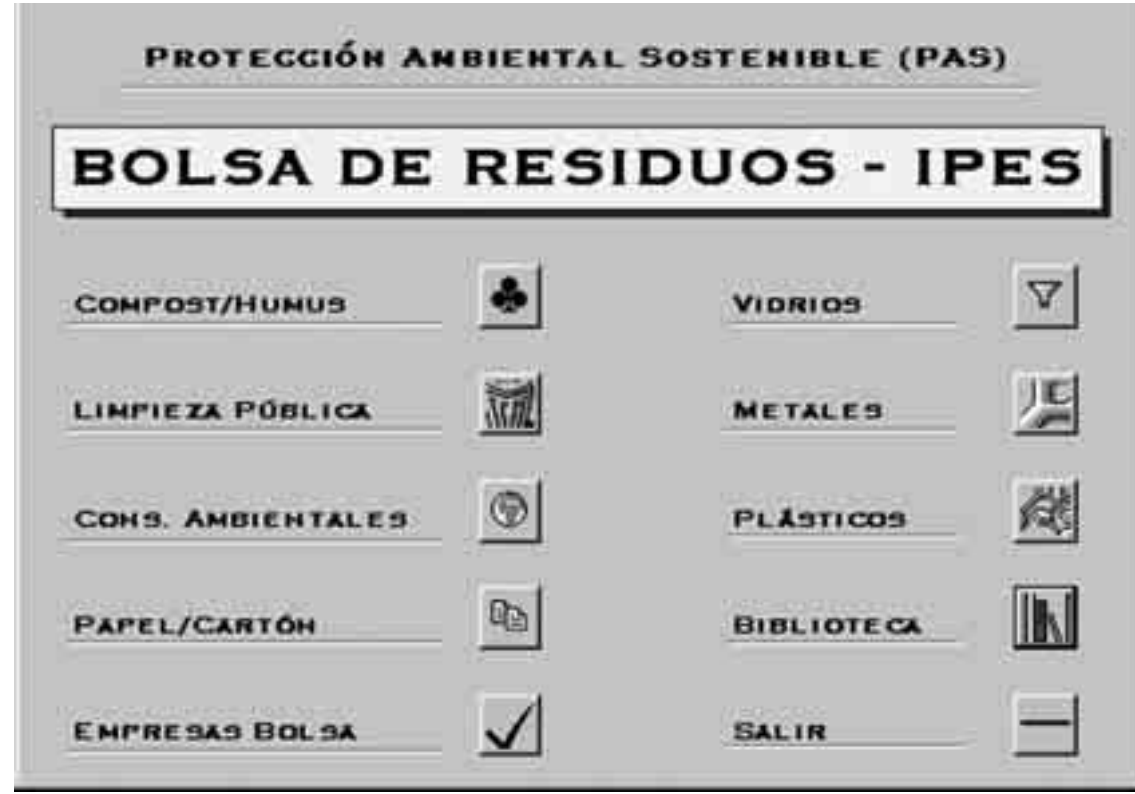 PROTECCIÓN AMBIENTAL SOSTENIBLE (PAS)
BOLSA DE RESIDUOS - IPES
COMPOST/HUMUS
VIDRIOS
LIMPIEZA PÚBLICA
METALES
CONS. AMBIENTALES
PLÁSTICOS
PAPEL/CARTÓN
BIBLIOTECA
EMPRESAS BOLSA
SALIR